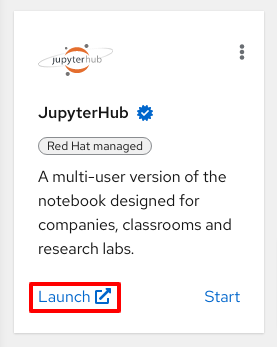 jupyterhub
JupyterHub
Red Hat managed
A multi-user version of the
notebook designed for
companies, classrooms and
research labs.
Launch Start